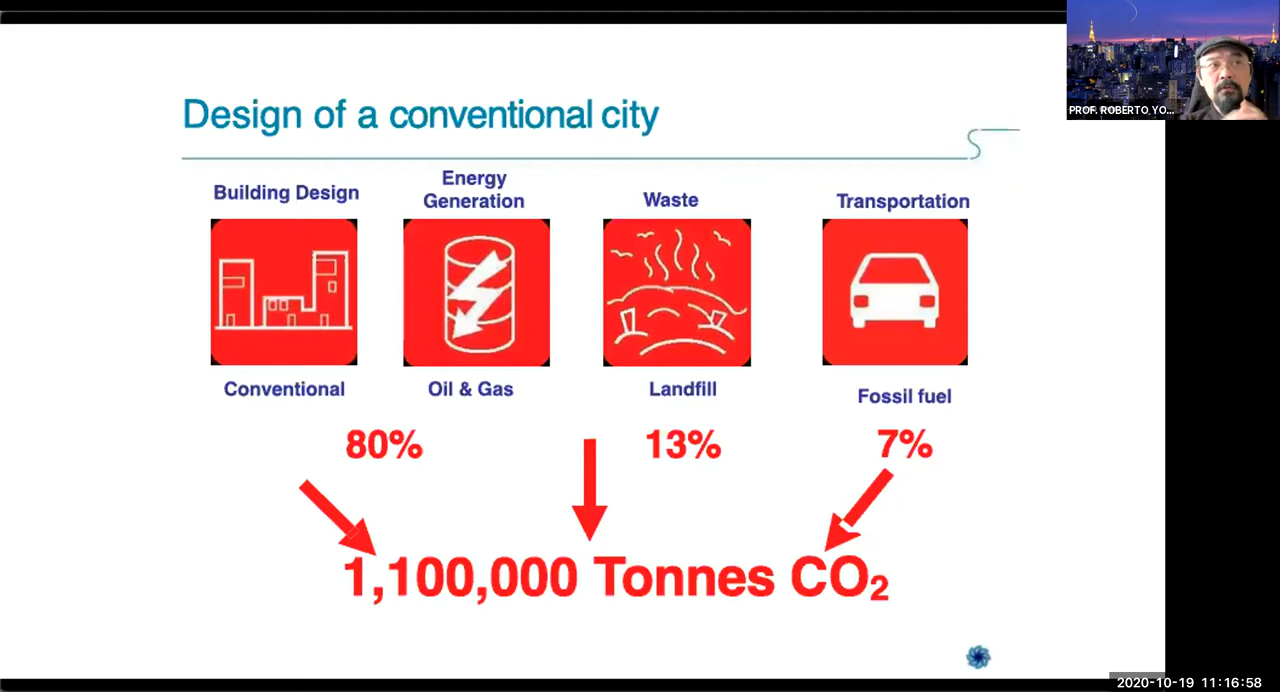 PROF. ROBERTO YO...
Design of a conventional city
Building Design
Energy
Generation
Waste
Transportation
Conventional
Oil & Gas
Landfill
Fossil fuel
80%
13%
7%
1,100,000 Tonnes CO₂
2020-10-19 11:16:58